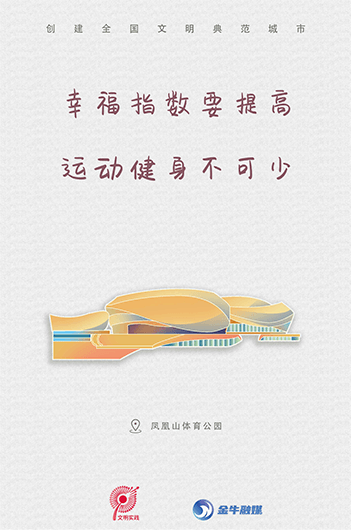 创建全国文明典范城市
幸福指数要提高
运动健身不可少
凤凰山体育公园
文明实践
金牛融媒